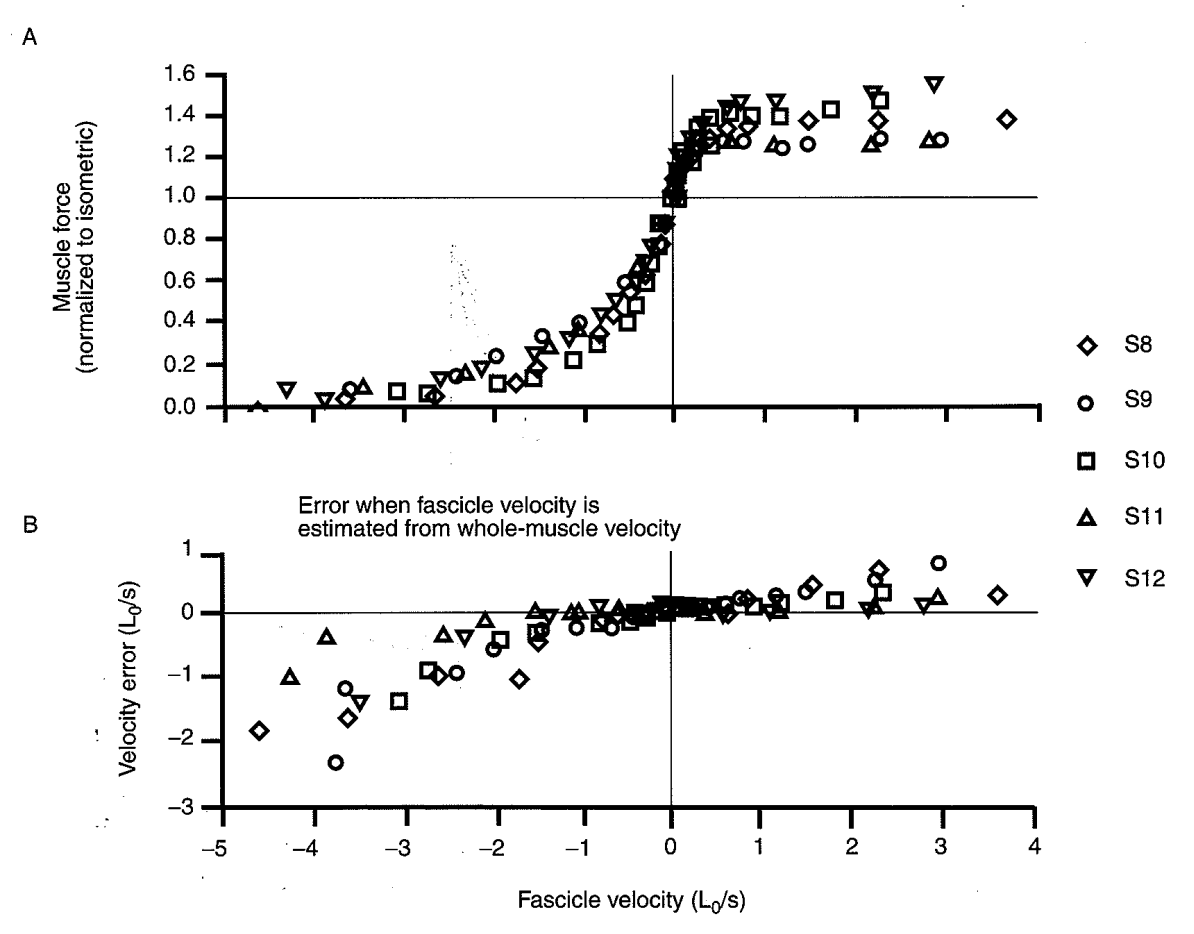 A
1.6
1.4
1.2
1.0
0.8
0.6
0.4
0.2
0.0
Muscle force
(normalized to isometric)
S8
S9
S10
S11
S12
B
Error when fascicle velocity is
estimated from whole-muscle velocity
1
0
−1
−2
−3
Velocity error (L0/s)
−5 −4 −3 −2 −1 0 1 2 3 4
Fascicle velocity (L0/s)